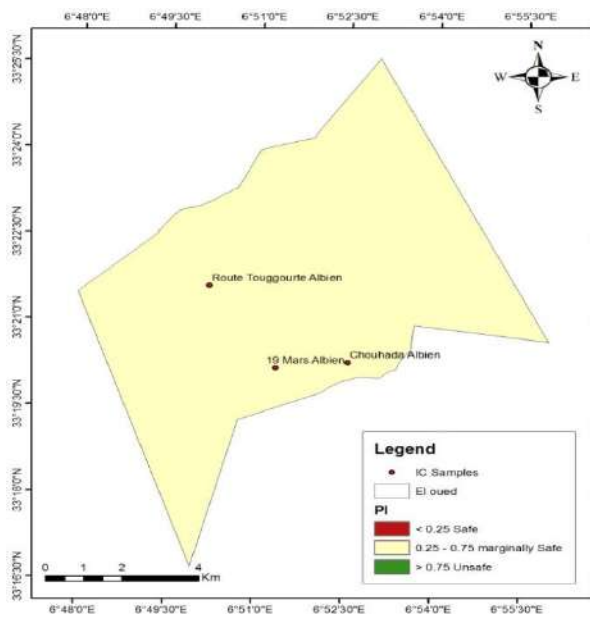 6°48'0"E 6°49'30"E 6°51'0"E 6°52'30"E 6°54'0"E 6°55'30"E
N
W E
S
33°25'30"N
33°24'0"N
33°22'30"N
33°21'0"N
33°19'30"N
33°18'0"N
33°16'30"N
Route Touggourte Albien
19 Mars Albien
Chouhada Albien
Legend
IC Samples
El oued
PI
< 0.25 Safe
0.25 - 0.75 marginally Safe
> 0.75 Unsafe
0 1 2 4
Km
6°48'0"E 6°49'30"E 6°51'0"E 6°52'30"E 6°54'0"E 6°55'30"E